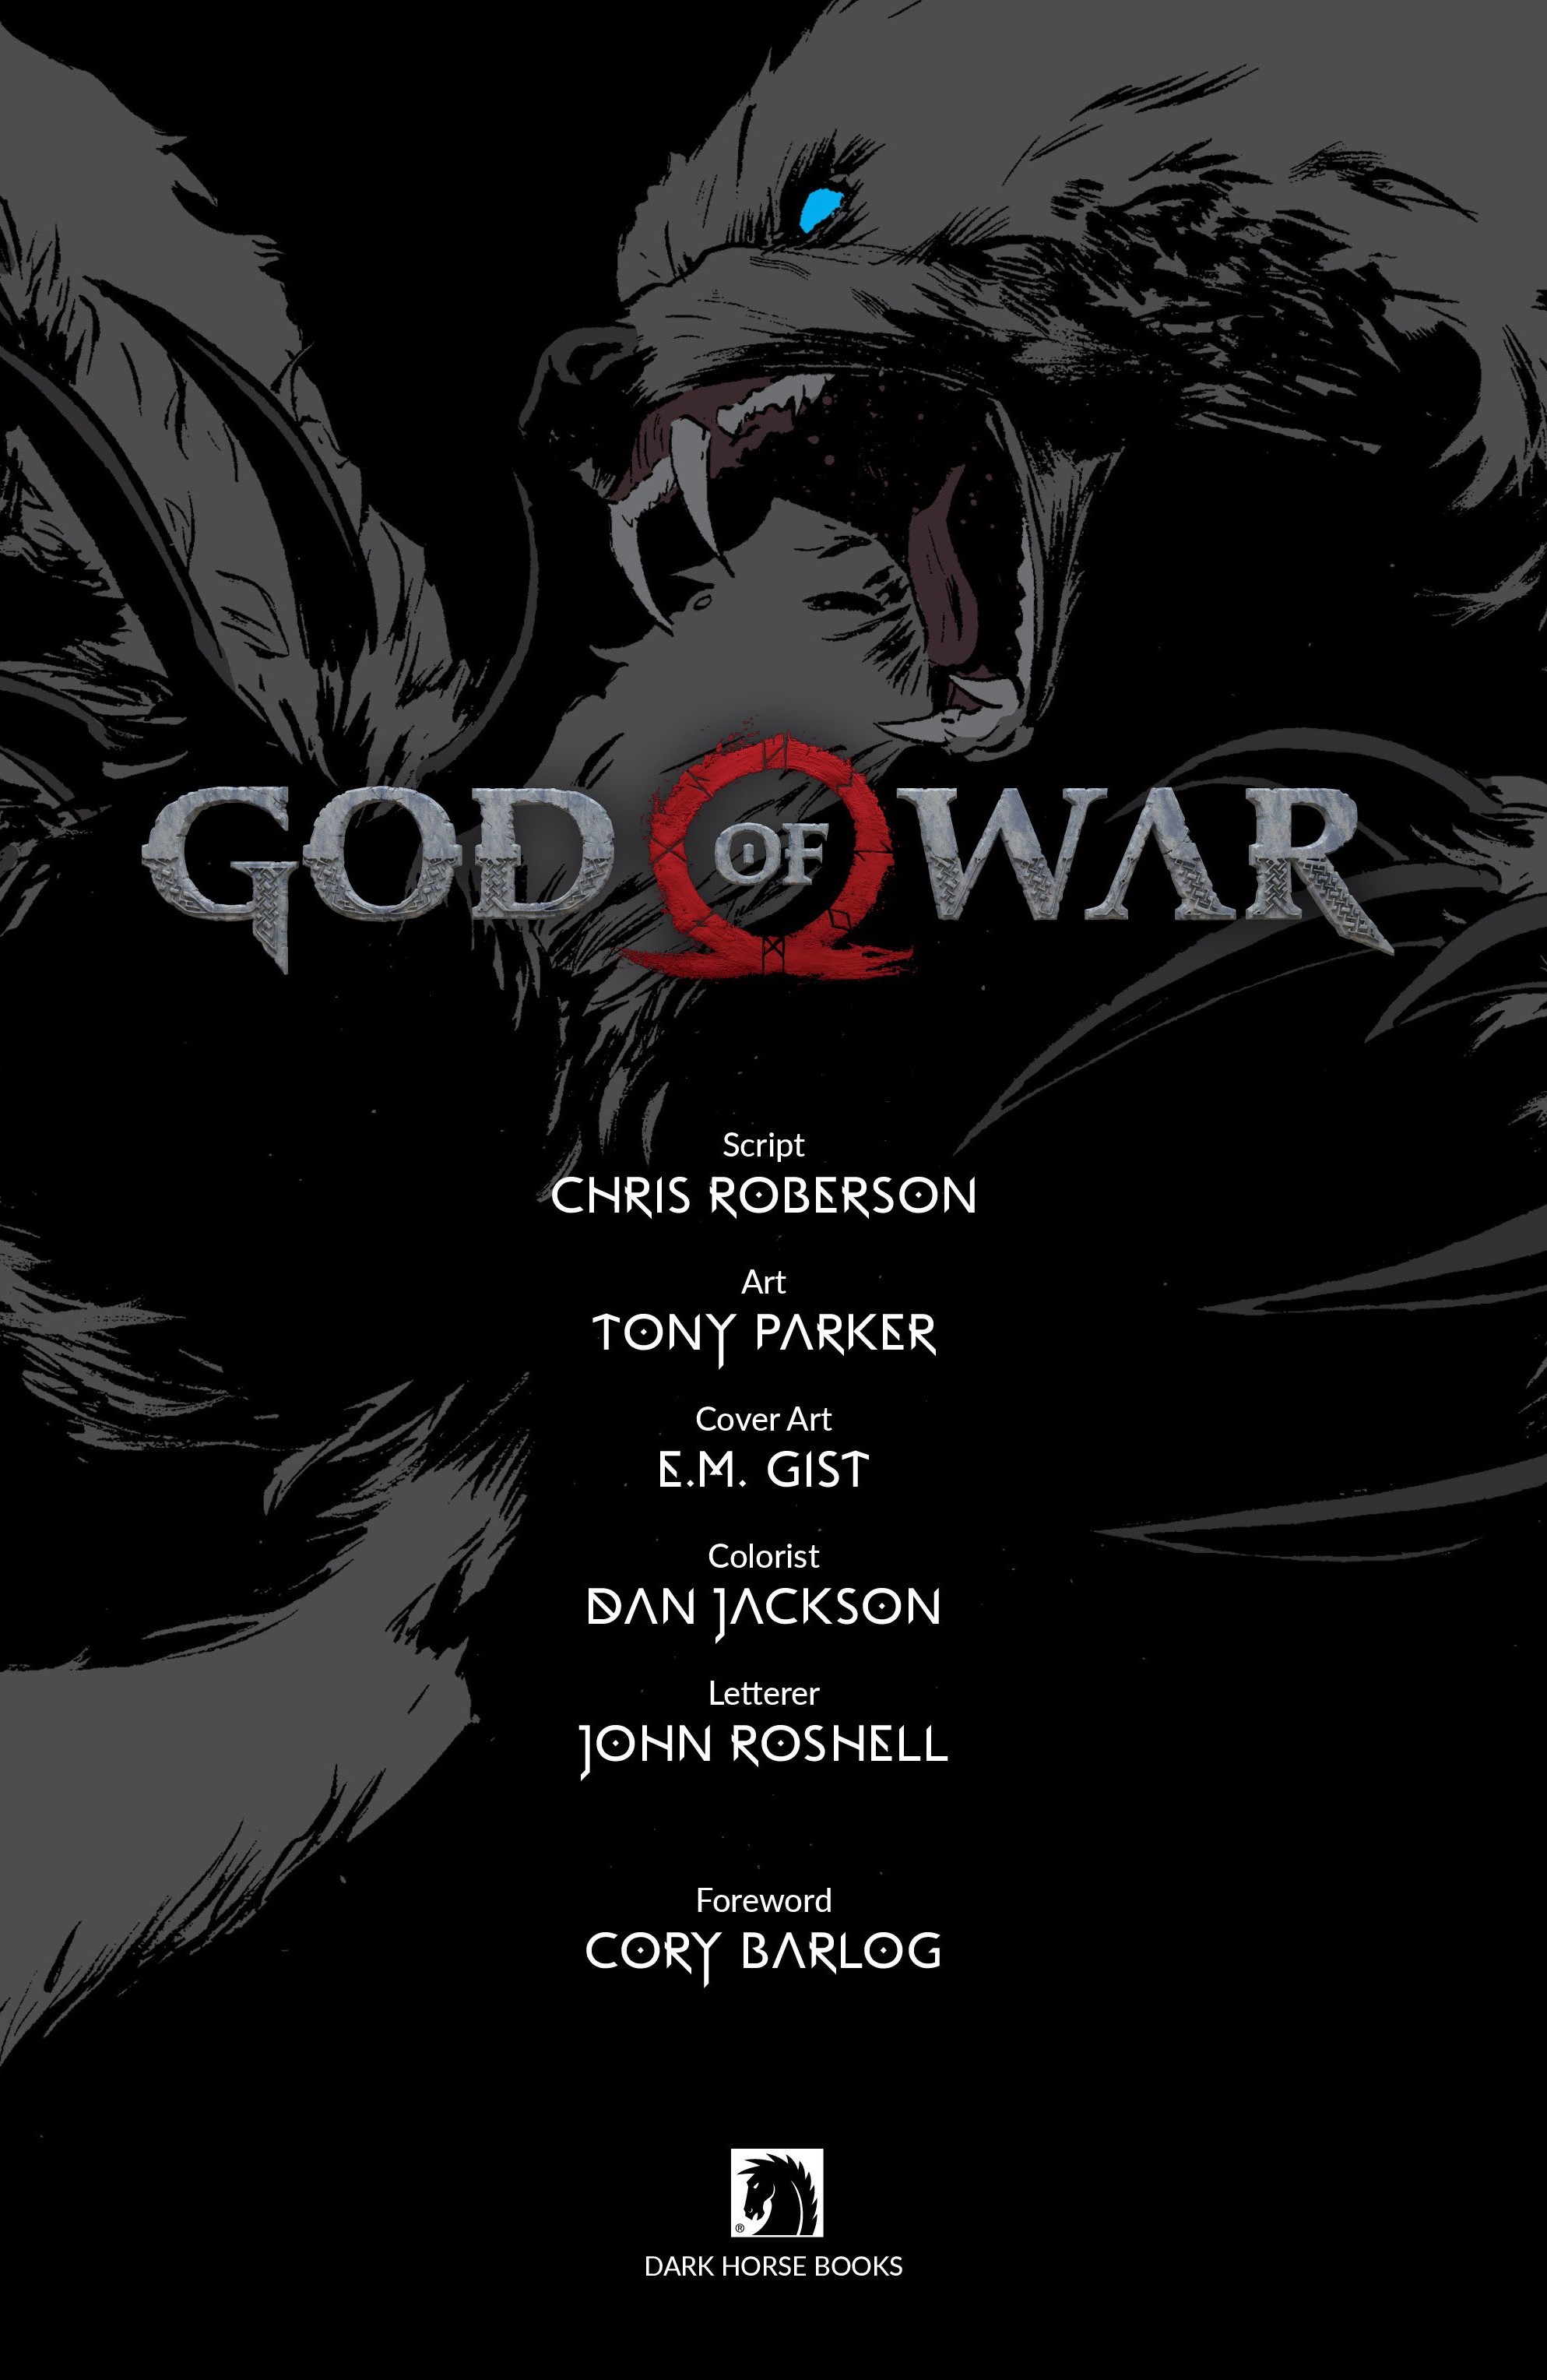 GOD OF WAR
Script
CHRIS ROBERSON
Art
TONY PARKER
Cover Art
E.M. GIST
Colorist
DAN JACKSON
Letterer
JOHN ROSHELL
Foreword
CORY BARLOG
®
DARK HORSE BOOKS